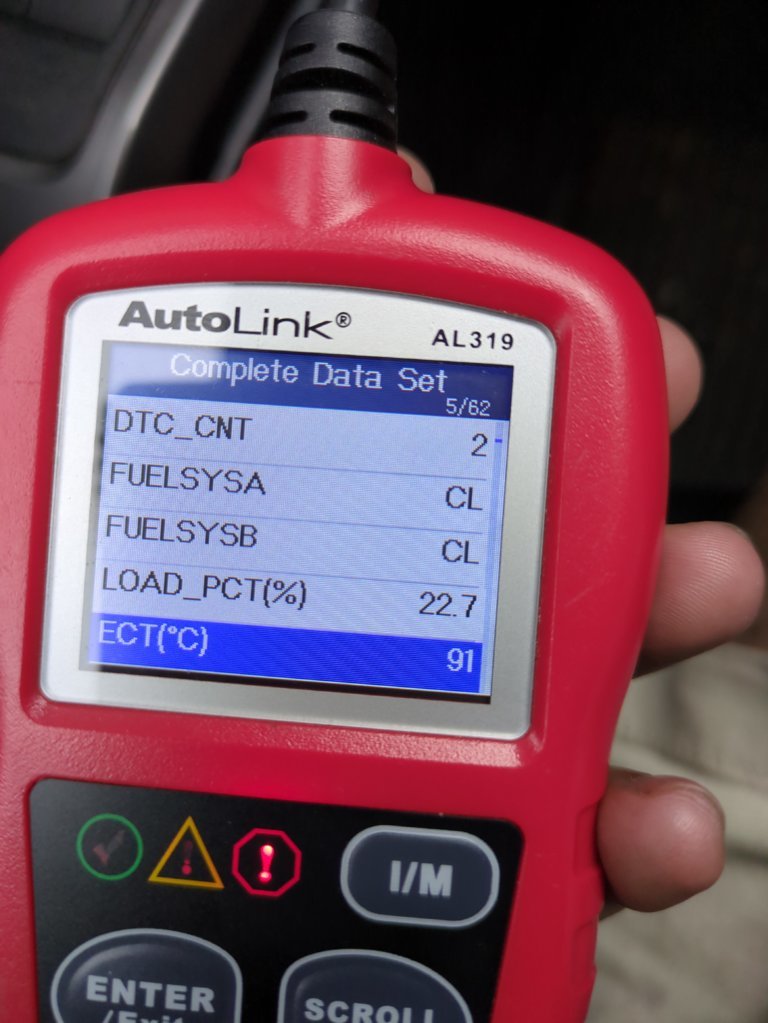 AutoLink®
AL319
Complete Data Set
5/62
DTC_CNT 2
FUELSYSA CL
FUELSYSB CL
LOAD_PCT(%) 22.7
ECT(°C) 91
I/M
ENTER
/Exit
SCROLL